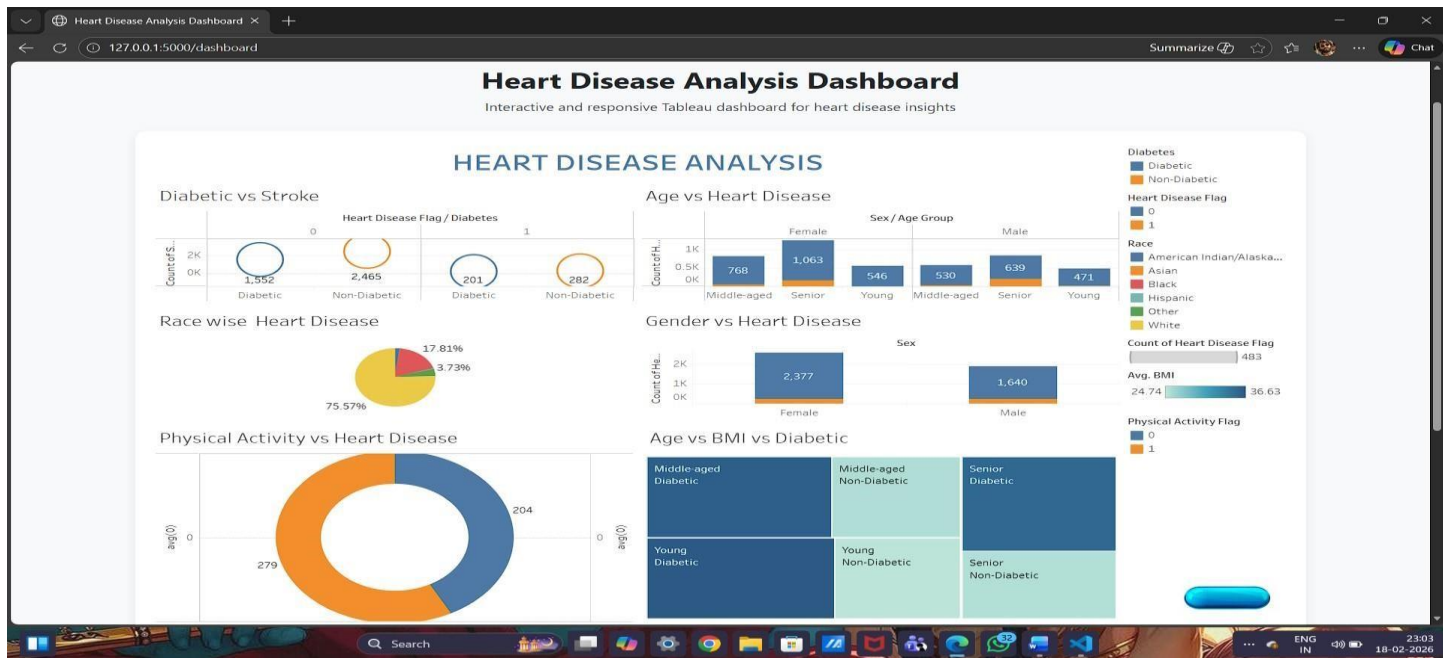 Heart Disease Analysis Dashboard
127.0.0.1:5000/dashboard
Summarize
Chat
Heart Disease Analysis Dashboard
Interactive and responsive Tableau dashboard for heart disease insights
HEART DISEASE ANALYSIS
Diabetic vs Stroke
Heart Disease Flag / Diabetes
0
1
Count of S...
2K
0K
1,552
2,465
201
282
Diabetic
Non-Diabetic
Diabetic
Non-Diabetic
Age vs Heart Disease
Sex / Age Group
Female
Male
Count of H...
1K
0.5K
0K
768
1,063
546
530
639
471
Middle-aged
Senior
Young
Middle-aged
Senior
Young
Race wise Heart Disease
17.81%
3.73%
75.57%
Gender vs Heart Disease
Sex
Count of He...
2K
1K
0K
2,377
1,640
Female
Male
Physical Activity vs Heart Disease
avg(0)
0
204
279
0
avg(0)
Age vs BMI vs Diabetic
Middle-aged
Diabetic
Middle-aged
Non-Diabetic
Senior
Diabetic
Young
Diabetic
Young
Non-Diabetic
Senior
Non-Diabetic
Diabetes
Diabetic
Non-Diabetic
Heart Disease Flag
0
1
Race
American Indian/Alaska...
Asian
Black
Hispanic
Other
White
Count of Heart Disease Flag
483
Avg. BMI
24.74
36.63
Physical Activity Flag
0
1
Search
32
ENG
IN
23:03
18-02-2026